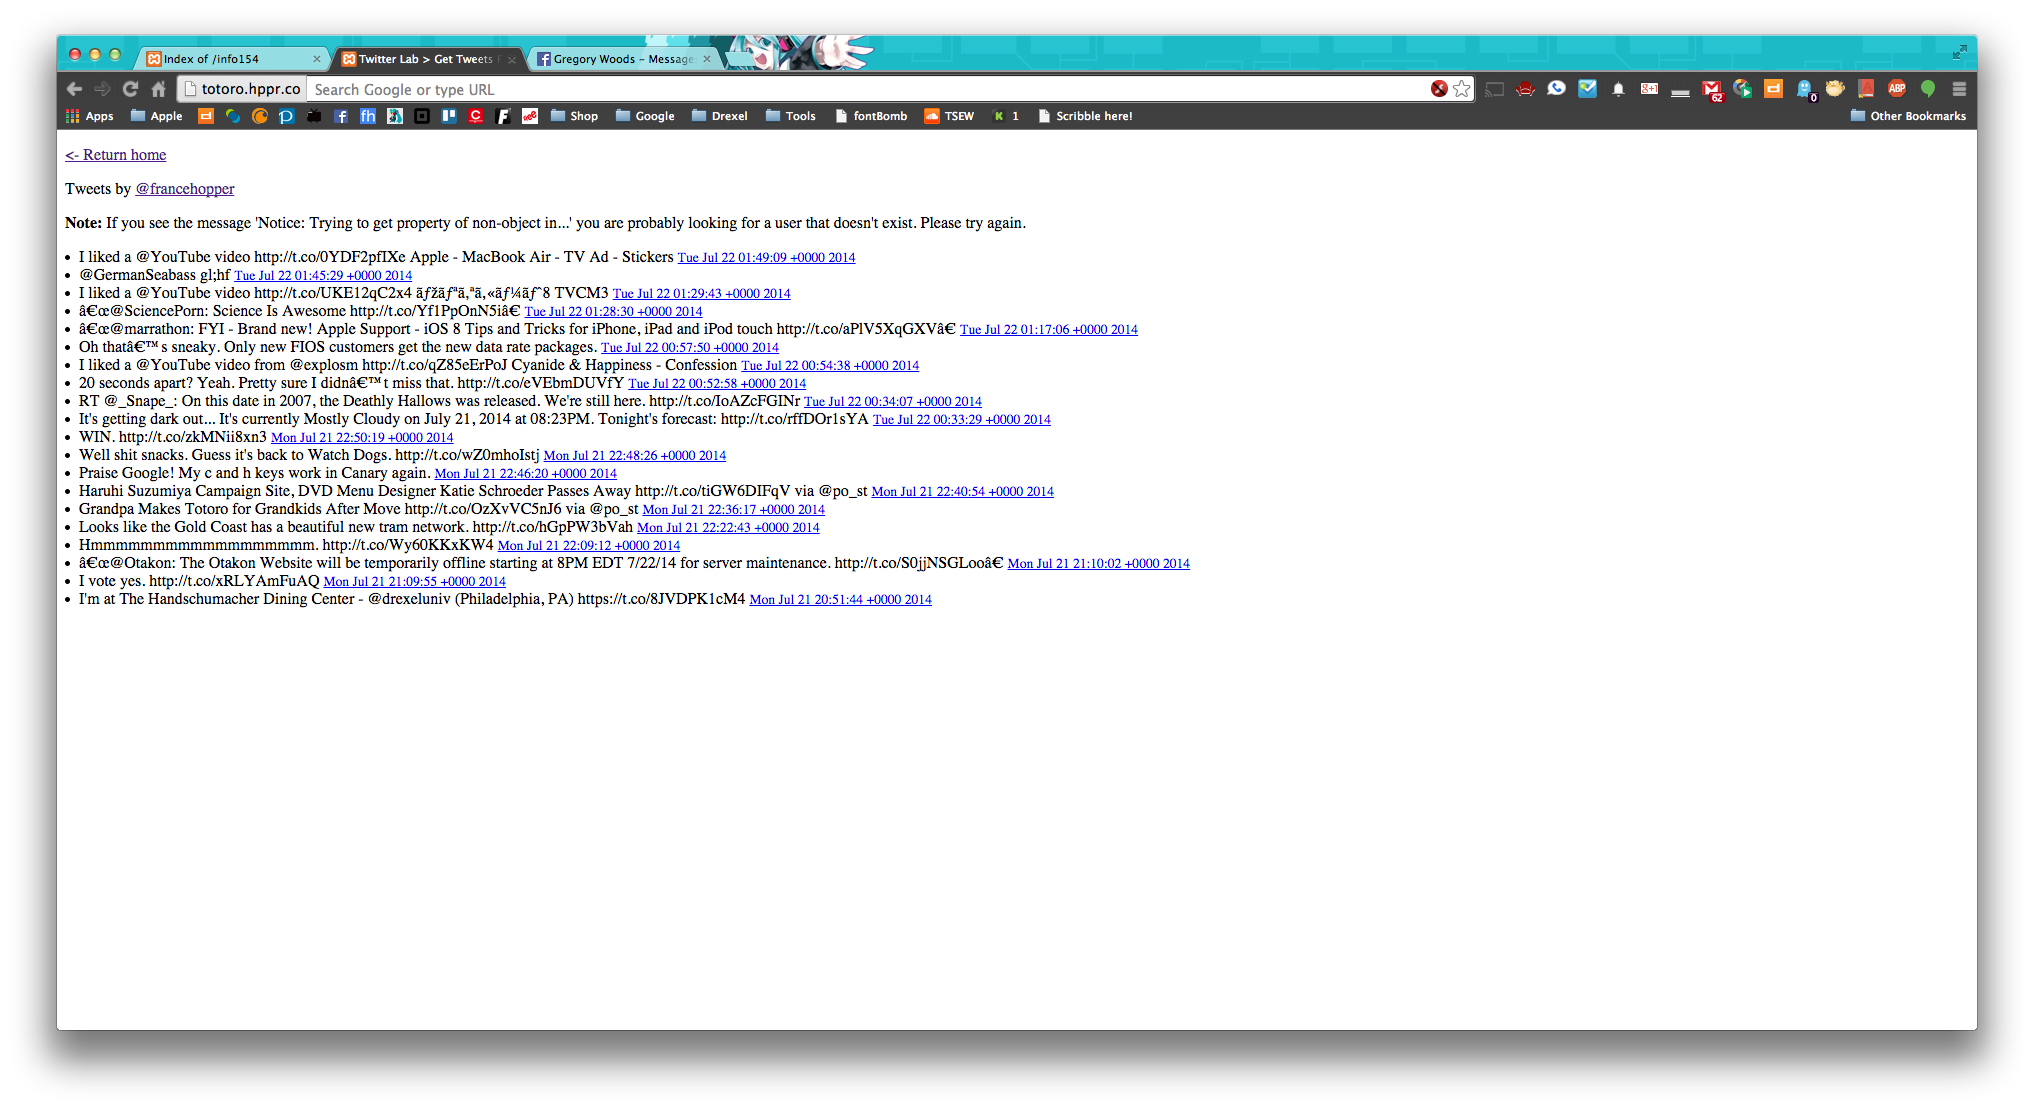 Index of /info154
Twitter Lab > Get Tweets
Gregory Woods – Message
totoro.hppr.co Search Google or type URL
g+1 62 0 ABP
Apps Apple fh Shop Google Drexel Tools fontBomb TSEW K 1 Scribble here! Other Bookmarks
<- Return home
Tweets by @francehopper
Note: If you see the message 'Notice: Trying to get property of non-object in...' you are probably looking for a user that doesn't exist. Please try again.
• I liked a @YouTube video http://t.co/0YDF2pfIXe Apple - MacBook Air - TV Ad - Stickers Tue Jul 22 01:49:09 +0000 2014
• @GermanSeabass gl;hf Tue Jul 22 01:45:29 +0000 2014
• I liked a @YouTube video http://t.co/UKE12qC2x4 ãƒžãƒªã‚ªã‚«ãƒ¼ãƒˆ8 TVCM3 Tue Jul 22 01:29:43 +0000 2014
• â€œ@SciencePorn: Science Is Awesome http://t.co/Yf1PpOnN5iâ€ Tue Jul 22 01:28:30 +0000 2014
• â€œ@marrathon: FYI - Brand new! Apple Support - iOS 8 Tips and Tricks for iPhone, iPad and iPod touch http://t.co/aPlV5XqGXVâ€ Tue Jul 22 01:17:06 +0000 2014
• Oh thatâ€™s sneaky. Only new FIOS customers get the new data rate packages. Tue Jul 22 00:57:50 +0000 2014
• I liked a @YouTube video from @explosm http://t.co/qZ85eErPoJ Cyanide & Happiness - Confession Tue Jul 22 00:54:38 +0000 2014
• 20 seconds apart? Yeah. Pretty sure I didnâ€™t miss that. http://t.co/eVEbmDUVfY Tue Jul 22 00:52:58 +0000 2014
• RT @_Snape_: On this date in 2007, the Deathly Hallows was released. We're still here. http://t.co/IoAZcFGINr Tue Jul 22 00:34:07 +0000 2014
• It's getting dark out... It's currently Mostly Cloudy on July 21, 2014 at 08:23PM. Tonight's forecast: http://t.co/rffDOr1sYA Tue Jul 22 00:33:29 +0000 2014
• WIN. http://t.co/zkMNii8xn3 Mon Jul 21 22:50:19 +0000 2014
• Well shit snacks. Guess it's back to Watch Dogs. http://t.co/wZ0mhoIstj Mon Jul 21 22:48:26 +0000 2014
• Praise Google! My c and h keys work in Canary again. Mon Jul 21 22:46:20 +0000 2014
• Haruhi Suzumiya Campaign Site, DVD Menu Designer Katie Schroeder Passes Away http://t.co/tiGW6DIFqV via @po_st Mon Jul 21 22:40:54 +0000 2014
• Grandpa Makes Totoro for Grandkids After Move http://t.co/OzXvVC5nJ6 via @po_st Mon Jul 21 22:36:17 +0000 2014
• Looks like the Gold Coast has a beautiful new tram network. http://t.co/hGpPW3bVah Mon Jul 21 22:22:43 +0000 2014
• Hmmmmmmmmmmmmmmmmmm. http://t.co/Wy60KKxKW4 Mon Jul 21 22:09:12 +0000 2014
• â€œ@Otakon: The Otakon Website will be temporarily offline starting at 8PM EDT 7/22/14 for server maintenance. http://t.co/S0jjNSGLooâ€ Mon Jul 21 21:10:02 +0000 2014
• I vote yes. http://t.co/xRLYAmFuAQ Mon Jul 21 21:09:55 +0000 2014
• I'm at The Handschumacher Dining Center - @drexeluniv (Philadelphia, PA) https://t.co/8JVDPK1cM4 Mon Jul 21 20:51:44 +0000 2014